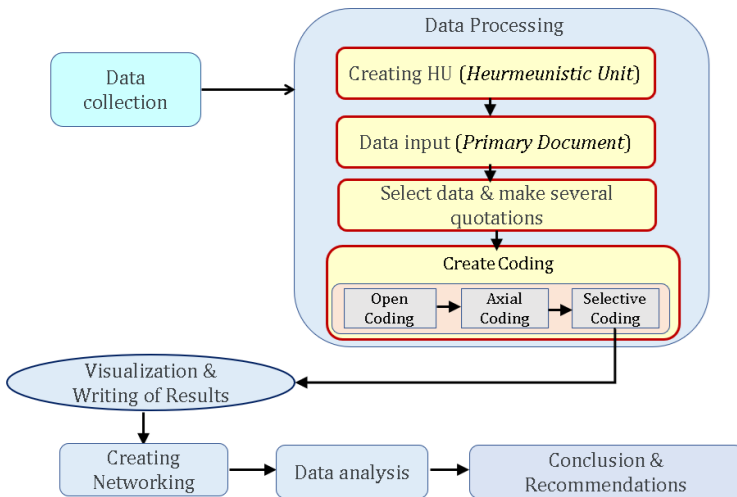 Data Processing
Data
collection
Creating HU (Heurmeunistic Unit)
Data input (Primary Document)
Select data & make several
quotations
Create Coding
Open
Coding
Axial
Coding
Selective
Coding
Visualization &
Writing of Results
Creating
Networking
Data analysis
Conclusion &
Recommendations